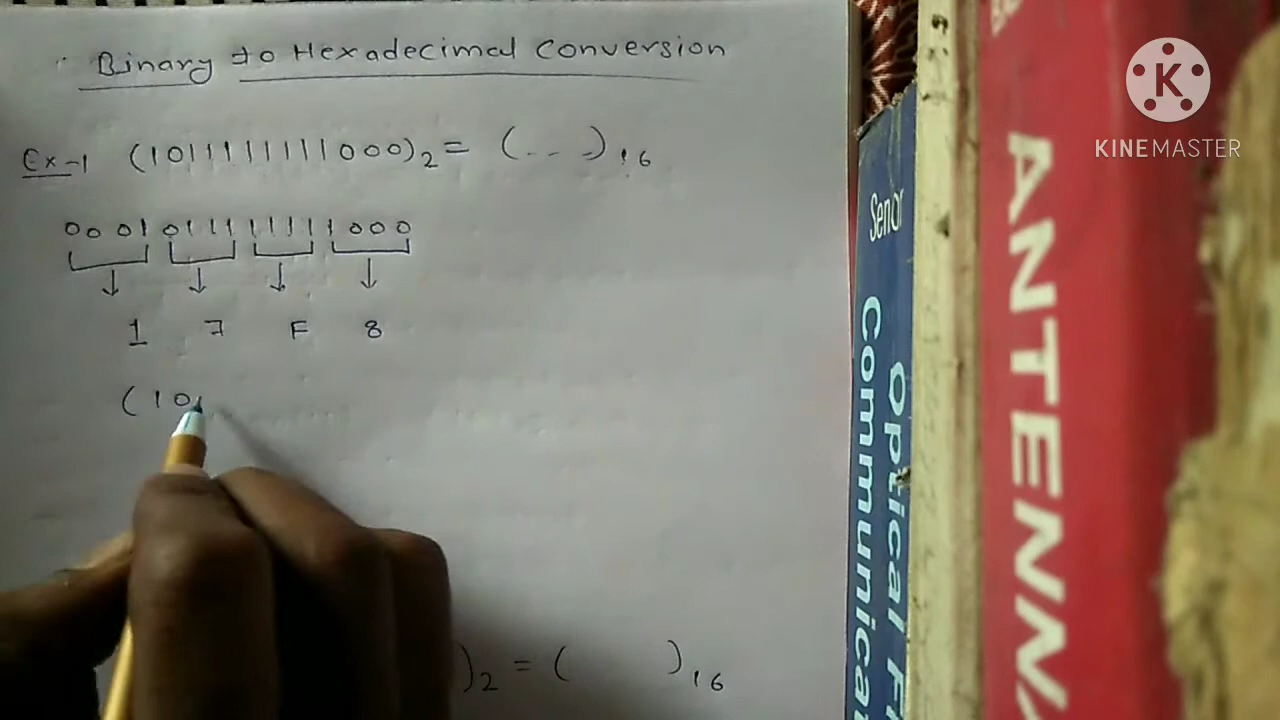 Binary to Hexadecimal Conversion
Ex-1 (1011111111000)₂ = (- - -)₁₆
0001 0111 1111 1000
1 7 F 8
(101
)₂ = ( )₁₆
K
KINEMASTER
Optical Fi
Communica
ANTENN